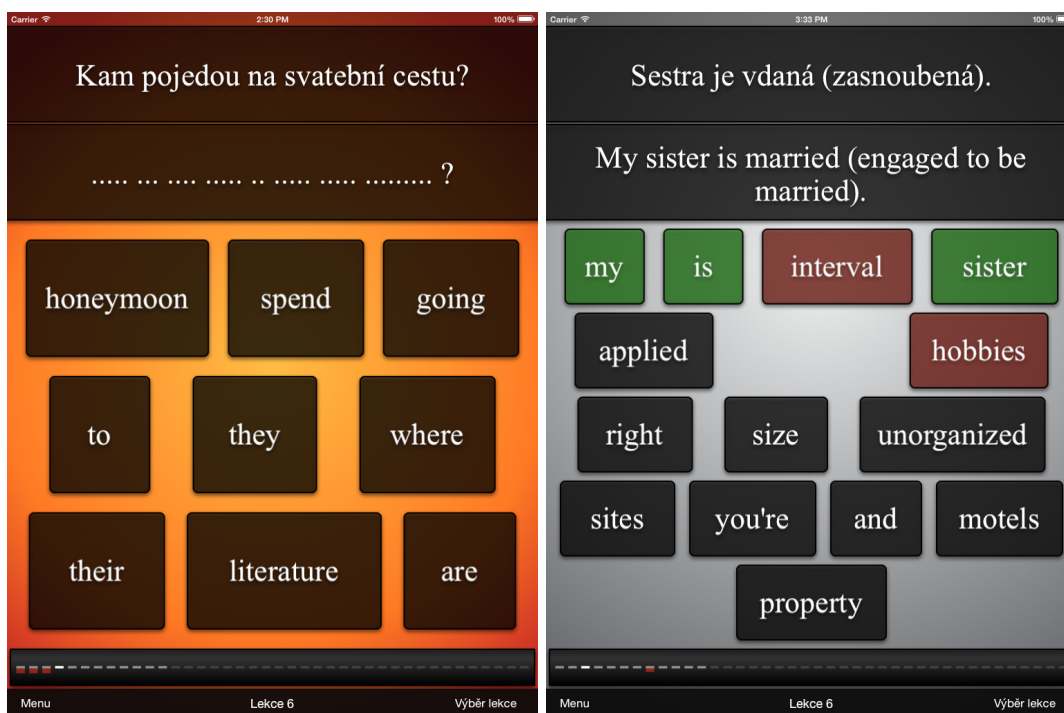 Carrier 2:30 PM 100%
Kam pojedou na svatební cestu?
..... ... .... ..... .. ..... ..... ......... ?
honeymoon spend going
to they where
their literature are
Menu Lekce 6 Výběr lekce
Carrier 3:33 PM 100%
Sestra je vdaná (zasnoubená).
My sister is married (engaged to be
married).
my is interval sister
applied hobbies
right size unorganized
sites you're and motels
property
Menu Lekce 6 Výběr lekce